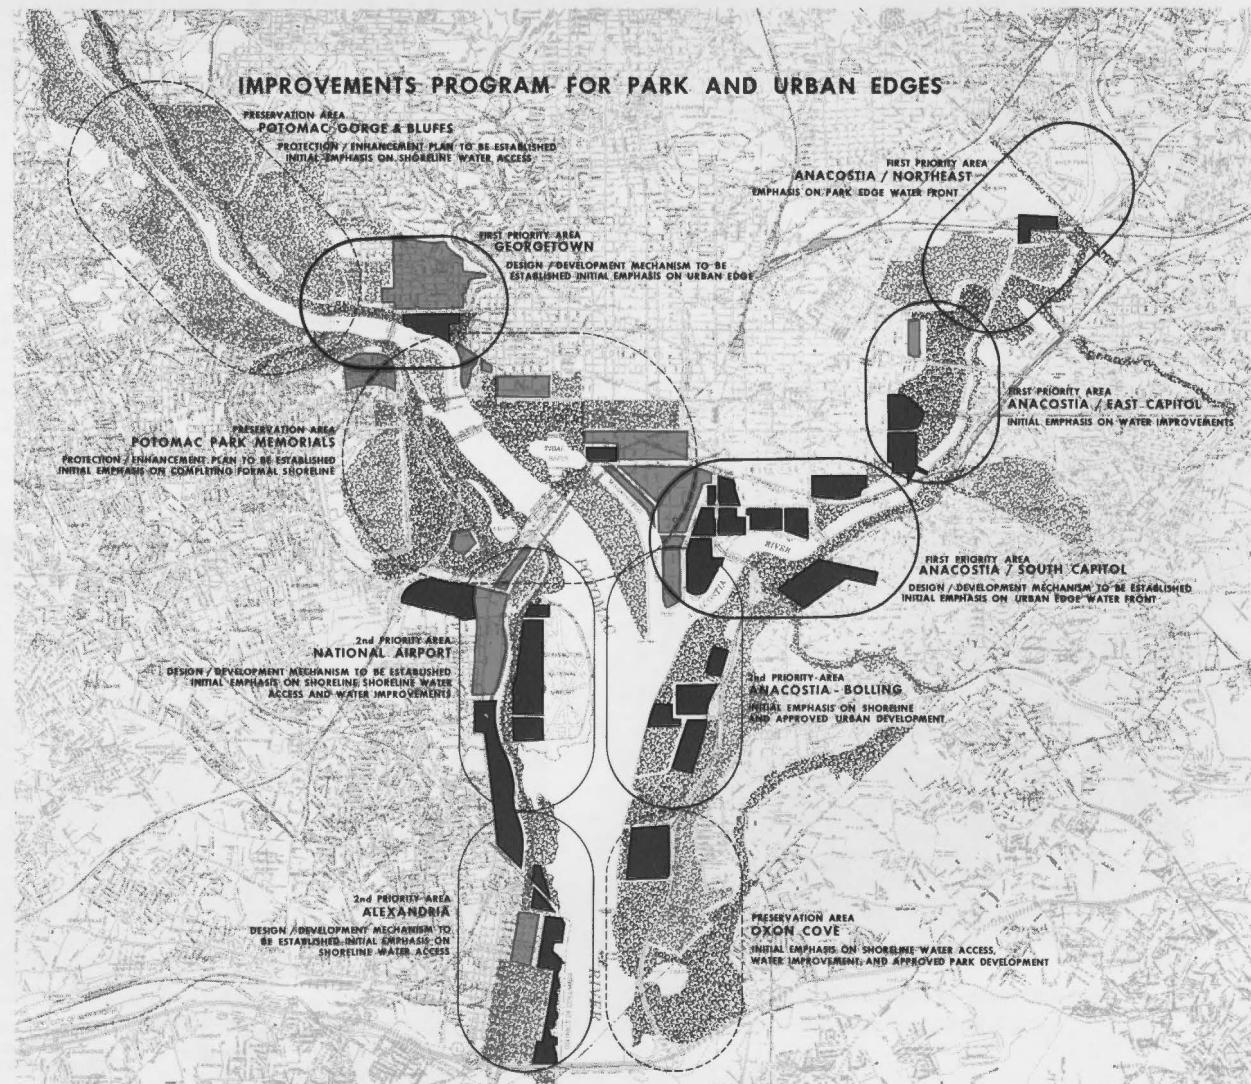 IMPROVEMENTS PROGRAM FOR PARK AND URBAN EDGES
PRESERVATION AREA
POTOMAC GORGE & BLUFFS
PROTECTION / ENHANCEMENT PLAN TO BE ESTABLISHED
INITIAL EMPHASIS ON SHORELINE WATER ACCESS
FIRST PRIORITY AREA
ANACOSTIA / NORTHEAST
EMPHASIS ON PARK EDGE WATER FRONT
FIRST PRIORITY AREA
GEORGETOWN
DESIGN / DEVELOPMENT MECHANISM TO BE
ESTABLISHED INITIAL EMPHASIS ON URBAN EDGE
FIRST PRIORITY AREA
ANACOSTIA / EAST CAPITOL
INITIAL EMPHASIS ON WATER IMPROVEMENTS
PRESERVATION AREA
POTOMAC PARK MEMORIALS
PROTECTION / ENHANCEMENT PLAN TO BE ESTABLISHED
INITIAL EMPHASIS ON COMPLETING FORMAL SHORELINE
TIDAL
BASIN
RIVER
POTOMAC
FIRST PRIORITY AREA
ANACOSTIA / SOUTH CAPITOL
DESIGN / DEVELOPMENT MECHANISM TO BE ESTABLISHED
INITIAL EMPHASIS ON URBAN EDGE WATER FRONT
2nd PRIORITY AREA
NATIONAL AIRPORT
DESIGN / DEVELOPMENT MECHANISM TO BE ESTABLISHED
INITIAL EMPHASIS ON SHORELINE, SHORELINE WATER
ACCESS AND WATER IMPROVEMENTS
2nd PRIORITY AREA
ANACOSTIA - BOLLING
INITIAL EMPHASIS ON SHORELINE
AND APPROVED URBAN DEVELOPMENT
2nd PRIORITY AREA
ALEXANDRIA
DESIGN / DEVELOPMENT MECHANISM TO
BE ESTABLISHED INITIAL EMPHASIS ON
SHORELINE WATER ACCESS
PRESERVATION AREA
OXON COVE
INITIAL EMPHASIS ON SHORELINE WATER ACCESS,
WATER IMPROVEMENT, AND APPROVED PARK DEVELOPMENT